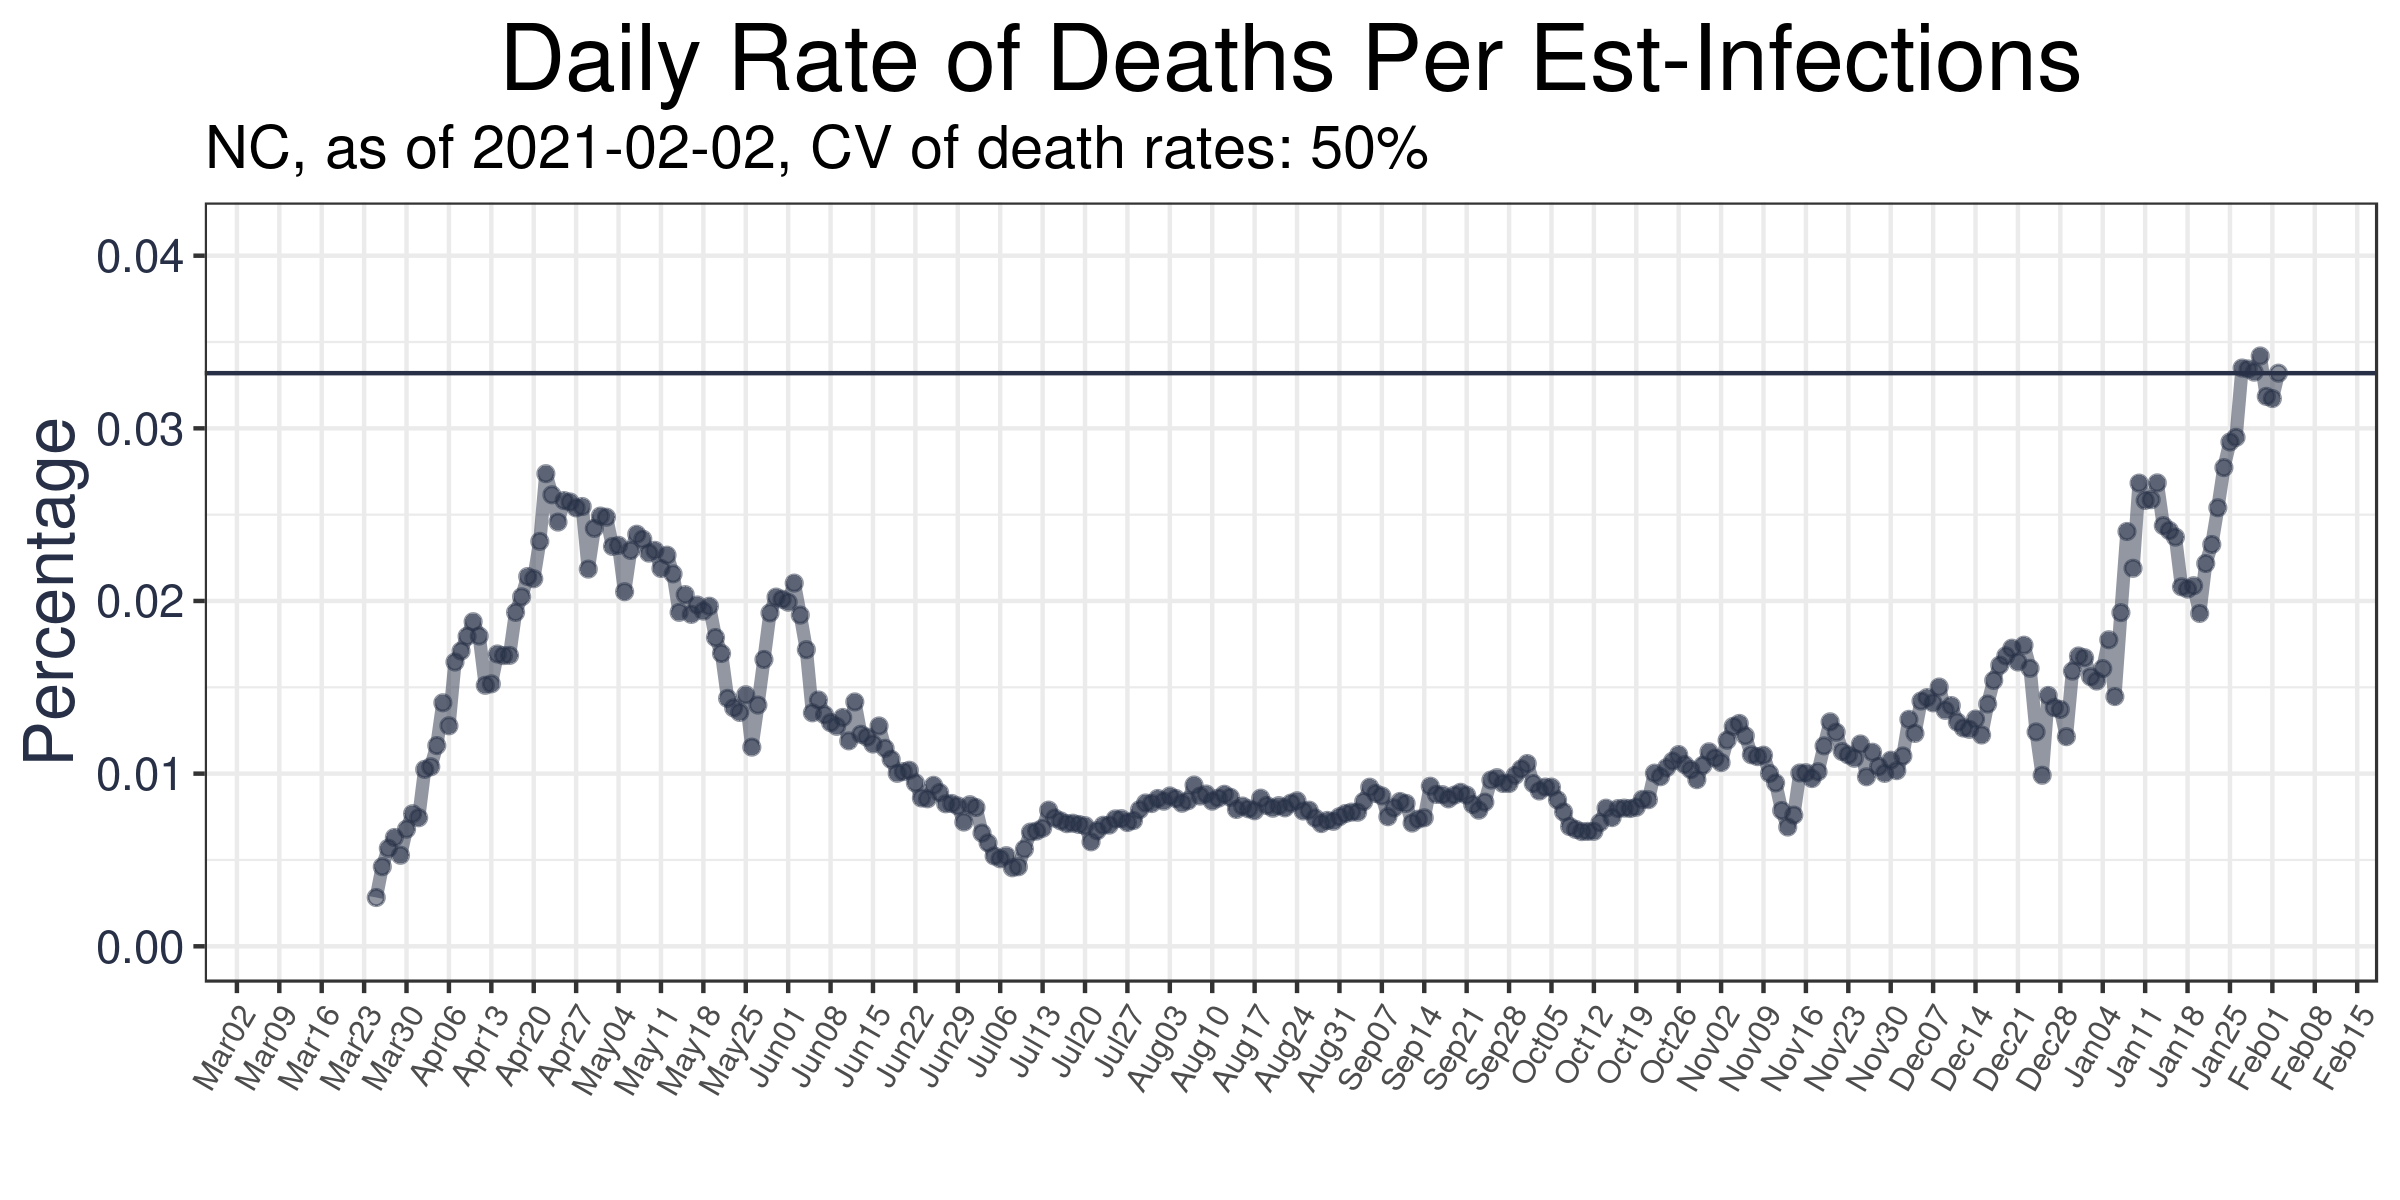 Daily Rate of Deaths Per Est-Infections
NC, as of 2021-02-02, CV of death rates: 50%
Percentage
0.04
0.03
0.02
0.01
0.00
Mar02
Mar09
Mar16
Mar23
Mar30
Apr06
Apr13
Apr20
Apr27
May04
May11
May18
May25
Jun01
Jun08
Jun15
Jun22
Jun29
Jul06
Jul13
Jul20
Jul27
Aug03
Aug10
Aug17
Aug24
Aug31
Sep07
Sep14
Sep21
Sep28
Oct05
Oct12
Oct19
Oct26
Nov02
Nov09
Nov16
Nov23
Nov30
Dec07
Dec14
Dec21
Dec28
Jan04
Jan11
Jan18
Jan25
Feb01
Feb08
Feb15